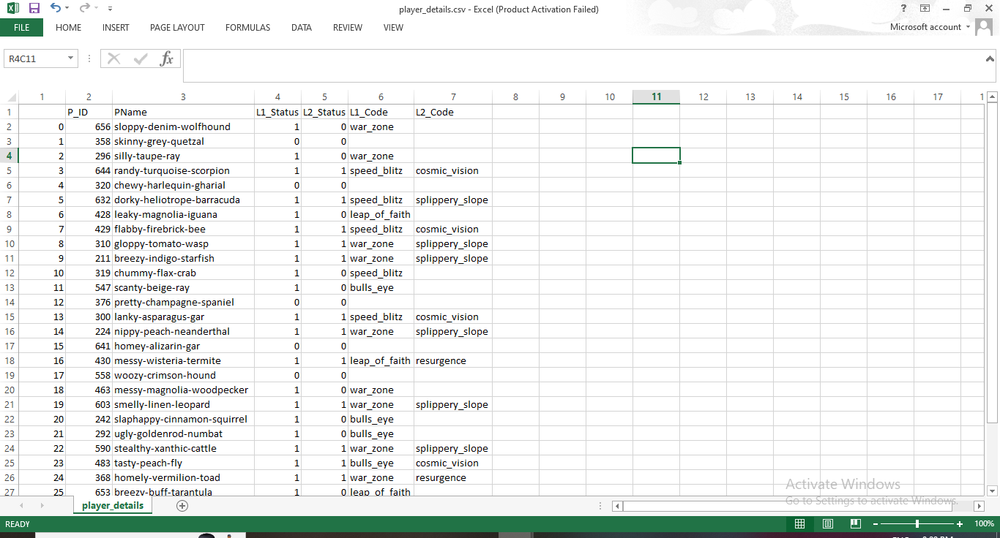 player_details.csv - Excel (Product Activation Failed)
?
FILE HOME INSERT PAGE LAYOUT FORMULAS DATA REVIEW VIEW Microsoft account
R4C11 fx
1 2 3 4 5 6 7 8 9 10 11 12 13 14 15 16 17 1
1 P_ID PName L1_Status L2_Status L1_Code L2_Code
2 0 656 sloppy-denim-wolfhound 1 0 war_zone
3 1 358 skinny-grey-quetzal 0 0
4 2 296 silly-taupe-ray 1 0 war_zone
5 3 644 randy-turquoise-scorpion 1 1 speed_blitz cosmic_vision
6 4 320 chewy-harlequin-gharial 0 0
7 5 632 dorky-heliotrope-barracuda 1 1 speed_blitz splippery_slope
8 6 428 leaky-magnolia-iguana 1 0 leap_of_faith
9 7 429 flabby-firebrick-bee 1 1 speed_blitz cosmic_vision
10 8 310 gloppy-tomato-wasp 1 1 war_zone splippery_slope
11 9 211 breezy-indigo-starfish 1 1 war_zone splippery_slope
12 10 319 chummy-flax-crab 1 0 speed_blitz
13 11 547 scanty-beige-ray 1 0 bulls_eye
14 12 376 pretty-champagne-spaniel 0 0
15 13 300 lanky-asparagus-gar 1 1 speed_blitz cosmic_vision
16 14 224 nippy-peach-neanderthal 1 1 war_zone splippery_slope
17 15 641 homey-alizarin-gar 0 0
18 16 430 messy-wisteria-termite 1 1 leap_of_faith resurgence
19 17 558 woozy-crimson-hound 0 0
20 18 463 messy-magnolia-woodpecker 1 0 war_zone
21 19 603 smelly-linen-leopard 1 1 war_zone splippery_slope
22 20 242 slaphappy-cinnamon-squirrel 1 0 bulls_eye
23 21 292 ugly-goldenrod-numbat 1 0 bulls_eye
24 22 590 stealthy-xanthic-cattle 1 1 war_zone splippery_slope
25 23 483 tasty-peach-fly 1 1 bulls_eye cosmic_vision
26 24 368 homely-vermilion-toad 1 1 war_zone resurgence
27 25 653 breezy-buff-tarantula 1 0 leap_of_faith
Activate Windows
Go to Settings to activate Windows.
player_details
READY 100%